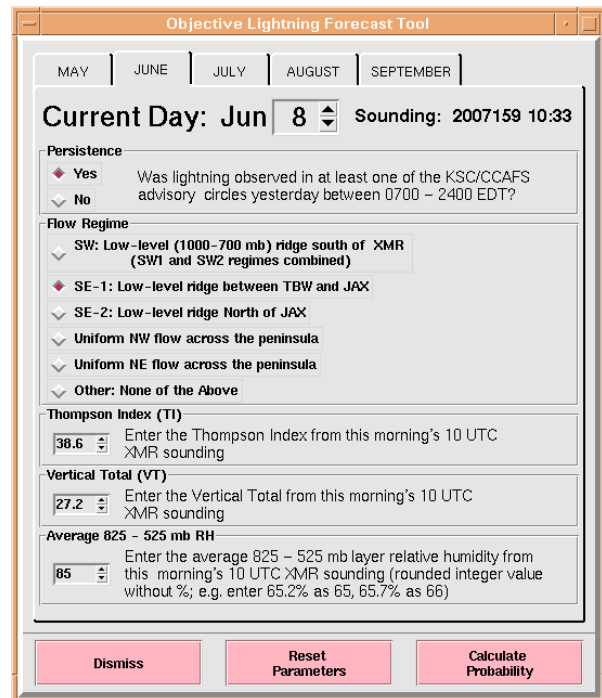 Objective Lightning Forecast Tool
MAY JUNE JULY AUGUST SEPTEMBER
Current Day: Jun 8 Sounding: 2007159 10:33
Persistence
Yes
No
Was lightning observed in at least one of the KSC/CCAFS
advisory circles yesterday between 0700 – 2400 EDT?
Flow Regime
SW: Low-level (1000-700 mb) ridge south of XMR
(SW1 and SW2 regimes combined)
SE-1: Low-level ridge between TBW and JAX
SE-2: Low-level ridge North of JAX
Uniform NW flow across the peninsula
Uniform NE flow across the peninsula
Other: None of the Above
Thompson Index (TI)
38.6
Enter the Thompson Index from this morning's 10 UTC
XMR sounding
Vertical Total (VT)
27.2
Enter the Vertical Total from this morning's 10 UTC
XMR sounding
Average 825 - 525 mb RH
85
Enter the average 825 – 525 mb layer relative humidity from
this morning's 10 UTC XMR sounding (rounded integer value
without %; e.g. enter 65.2% as 65, 65.7% as 66)
Dismiss
Reset
Parameters
Calculate
Probability